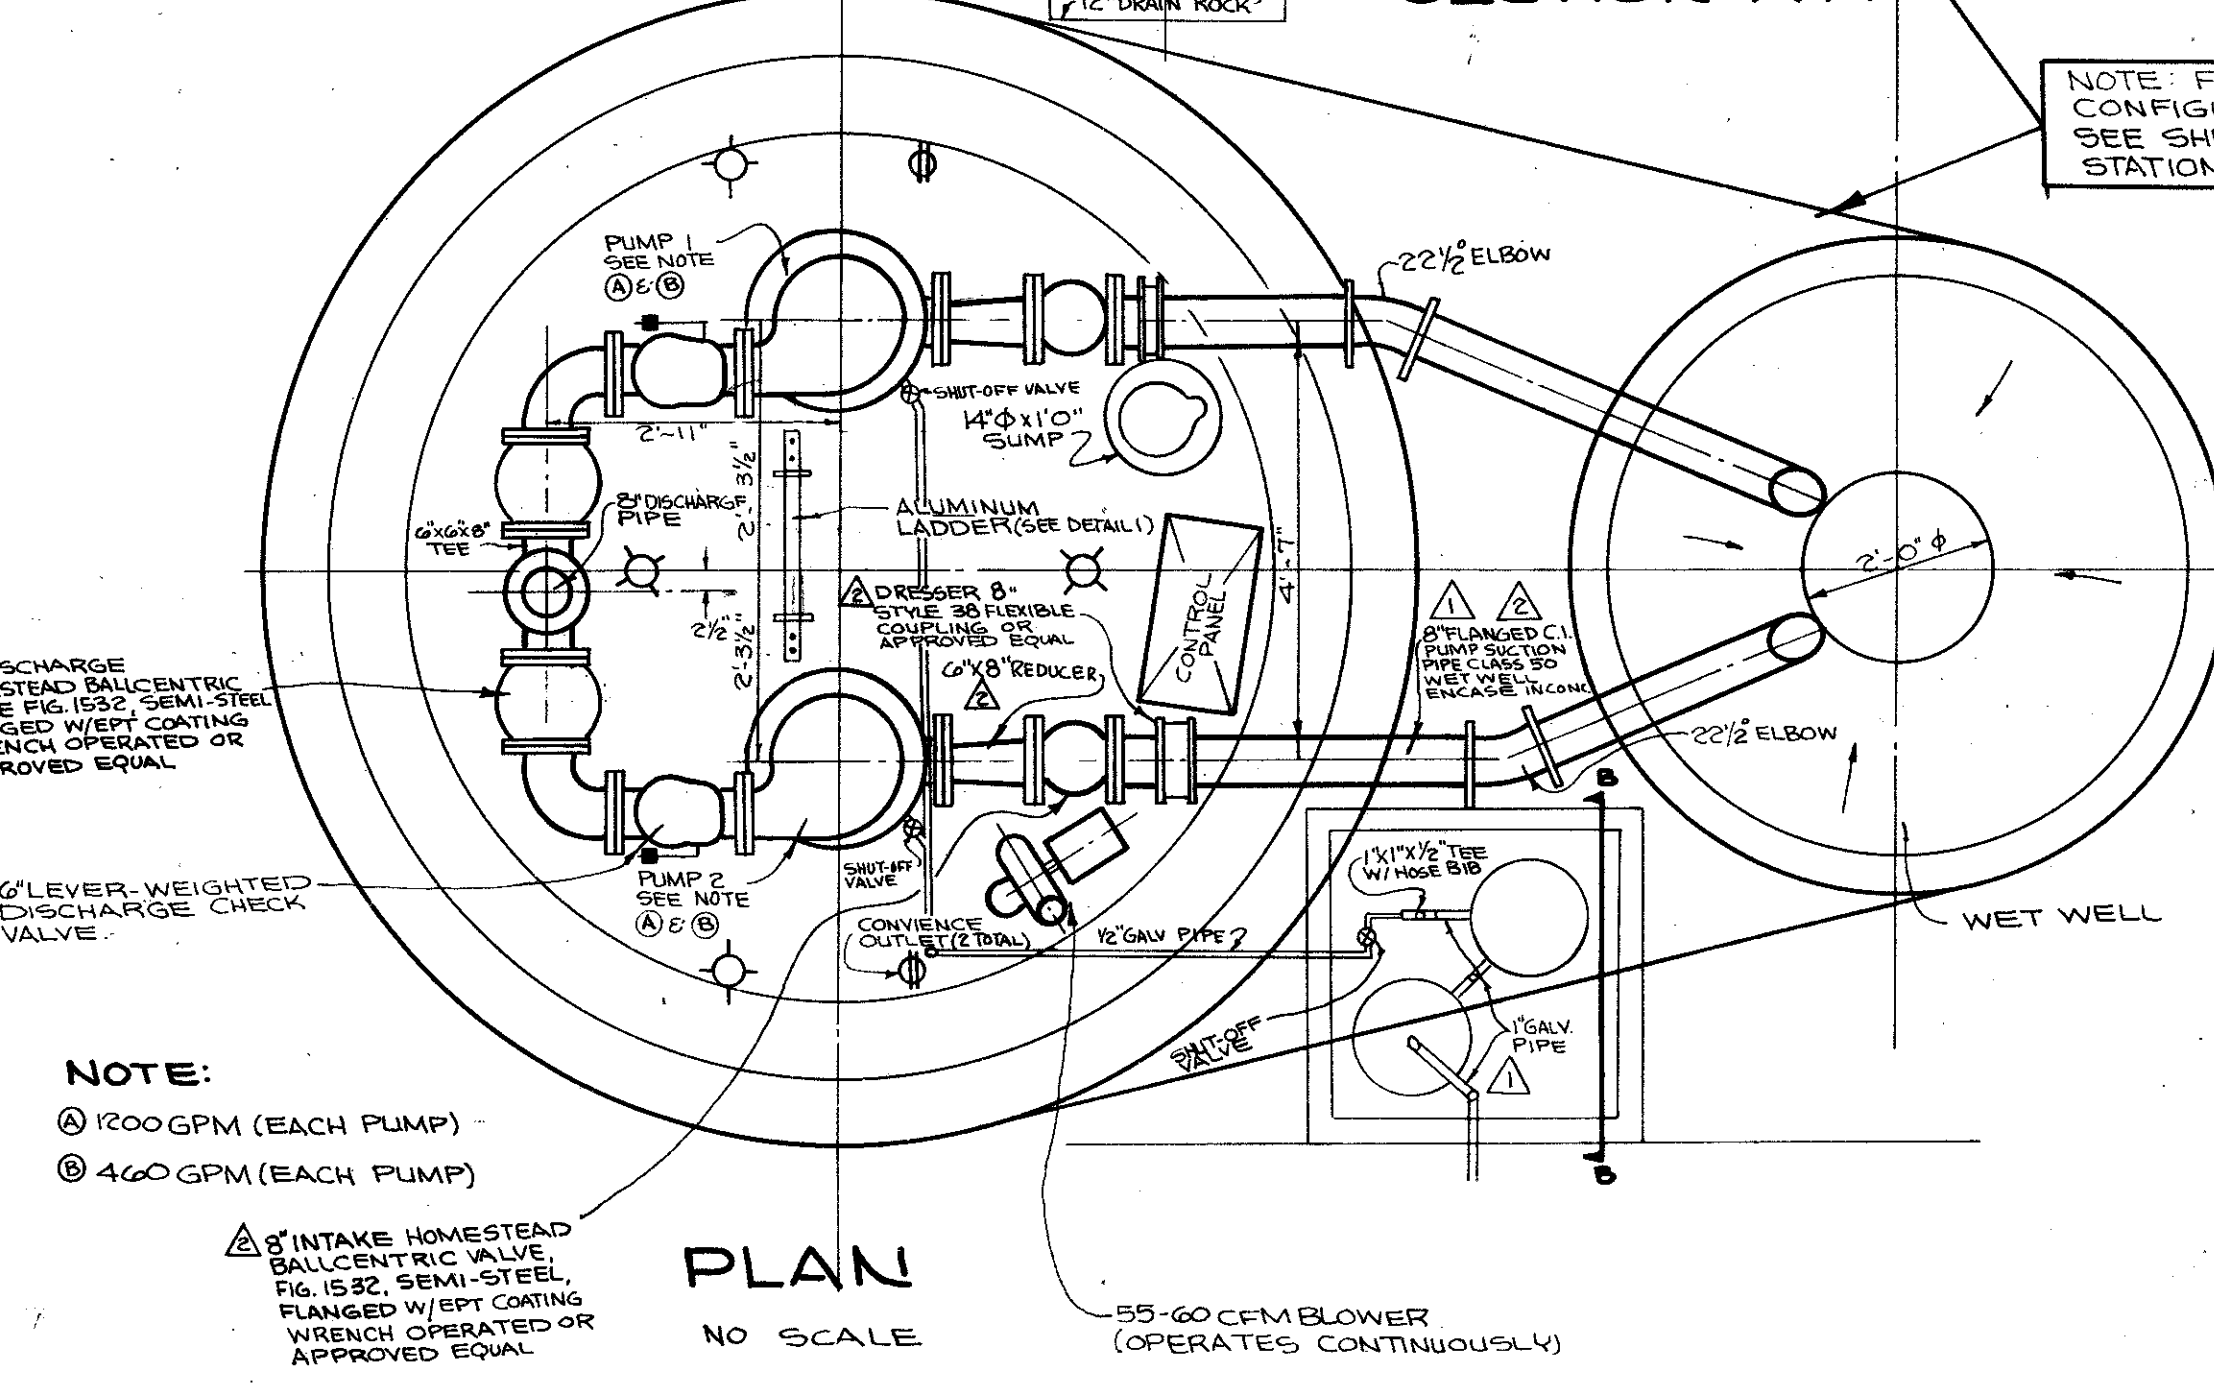 12" DRAIN ROCK
NOTE: F
CONFIG
SEE SH
STATION
PUMP 1
SEE NOTE
Ⓐ & Ⓑ
22½° ELBOW
SHUT-OFF VALVE
14"Φ x 1'0"
SUMP
2'-11"
2'-3½"
8" DISCHARGE
PIPE
6"x6"x8"
TEE
ALUMINUM
LADDER (SEE DETAIL 1)
2'-0" Φ
4'-7"
2 DRESSER 8"
STYLE 38 FLEXIBLE
COUPLING OR
APPROVED EQUAL
CONTROL
PANEL
1 2
8" FLANGED C.I.
PUMP SUCTION
PIPE CLASS 50
WET WELL
ENCASE IN CONC.
2½"
2'-3½"
6"X8" REDUCER
2
SCHARGE
STEAD BALLCENTRIC
E FIG. 1532, SEMI-STEEL
GED W/EPT COATING
ENCH OPERATED OR
ROVED EQUAL
22½° ELBOW
B
1"X1"X½" TEE
W/ HOSE BIB
SHUT-OFF
VALVE
PUMP 2
SEE NOTE
Ⓐ & Ⓑ
6" LEVER-WEIGHTED
DISCHARGE CHECK
VALVE.
CONVIENCE
OUTLET (2 TOTAL)
½" GALV PIPE
WET WELL
SHUT-OFF
VALVE
1" GALV.
PIPE
1
B
NOTE:
Ⓐ 1200 GPM (EACH PUMP)
Ⓑ 460 GPM (EACH PUMP)
2 8" INTAKE HOMESTEAD
BALLCENTRIC VALVE,
FIG. 1532, SEMI-STEEL,
FLANGED W/EPT COATING
WRENCH OPERATED OR
APPROVED EQUAL
PLAN
NO SCALE
55-60 CFM BLOWER
(OPERATES CONTINUOUSLY)